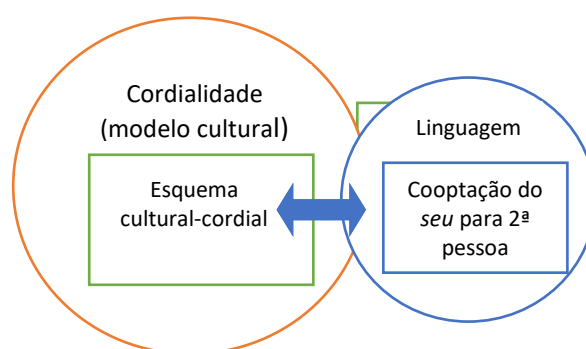 Cordialidade
(modelo cultural)
Esquema
cultural-cordial
Linguagem
Cooptação do
seu para 2ª
pessoa